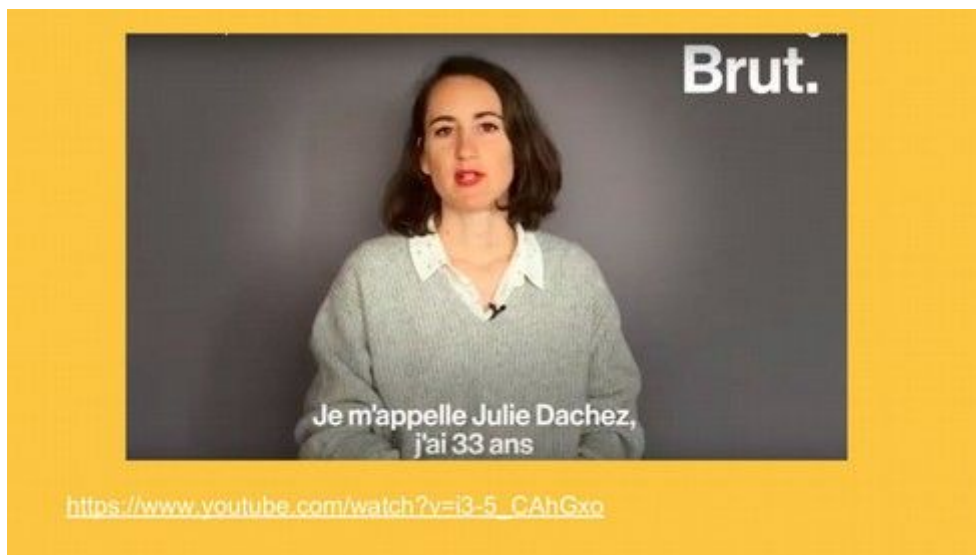 Brut.
Je m'appelle Julie Dachez,
j'ai 33 ans
https://www.youtube.com/watch?v=i3-5_CAhGxo